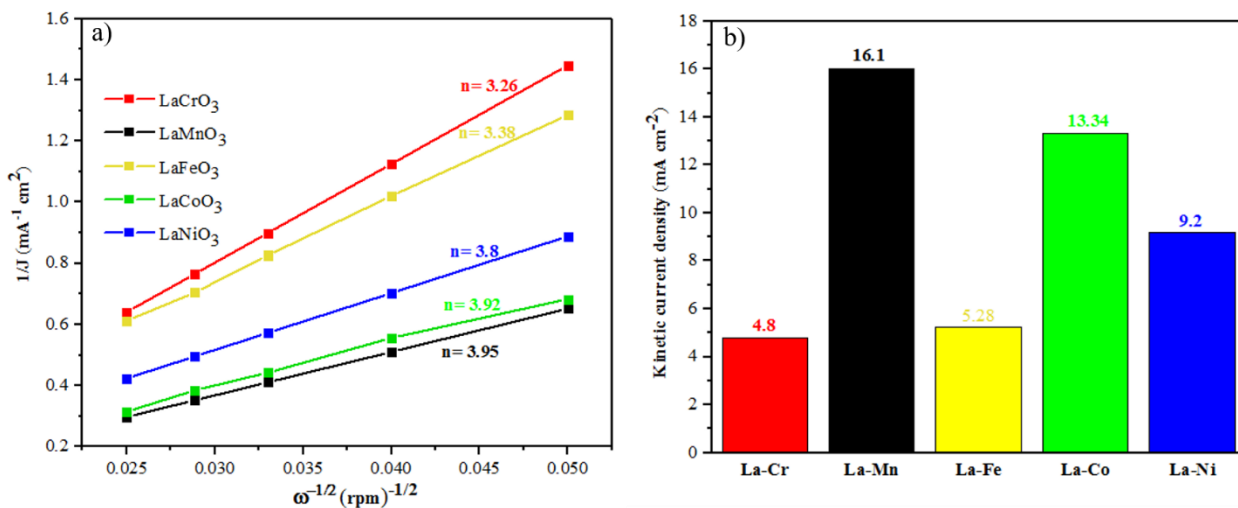 a)
1.6
1.4
1.2
1.0
0.8
0.6
0.4
0.2
1/J (mA⁻¹ cm²)
LaCrO₃
LaMnO₃
LaFeO₃
LaCoO₃
LaNiO₃
n= 3.26
n= 3.38
n= 3.8
n= 3.92
n= 3.95
0.025 0.030 0.035 0.040 0.045 0.050
ω⁻¹/² (rpm)⁻¹/²
b)
18
16
14
12
10
8
6
4
2
0
Kinetic current density (mA cm⁻²)
4.8
16.1
5.28
13.34
9.2
La-Cr La-Mn La-Fe La-Co La-Ni